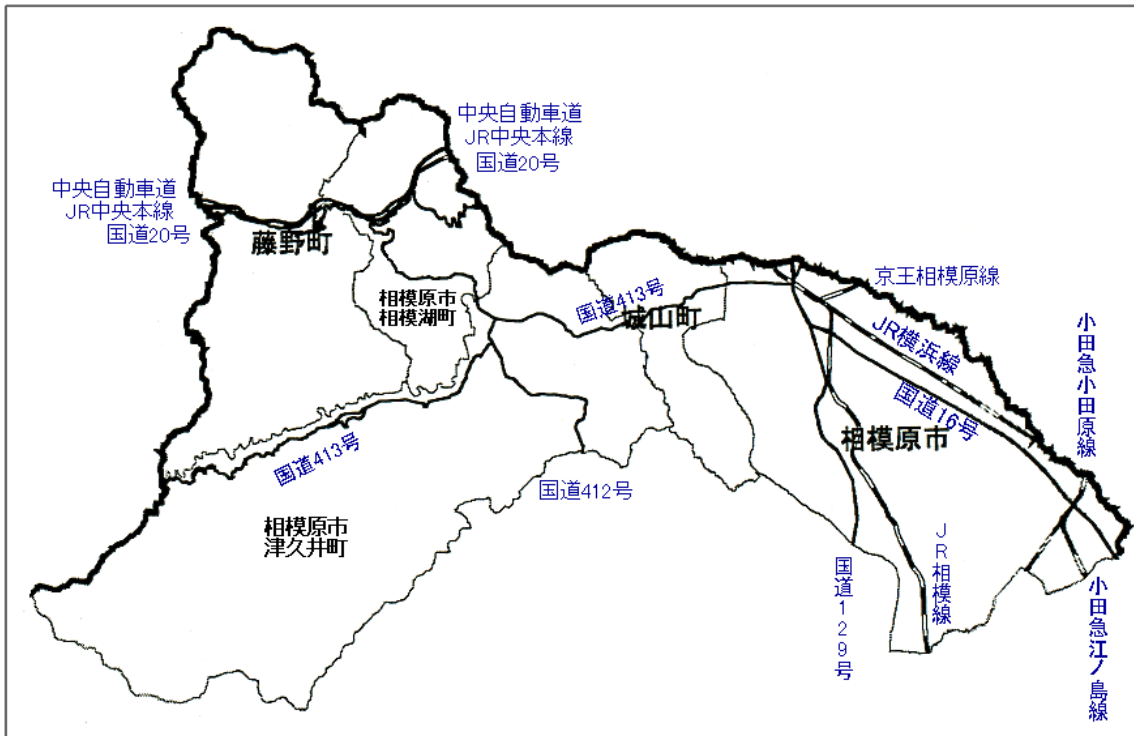 中央自動車道
JR中央本線
国道20号
中央自動車道
JR中央本線
国道20号
藤野町
相模原市
相模湖町
国道413号
城山町
京王相模原線
JR横浜線
国道16号
小田急小田原線
相模原市
国道413号
国道412号
相模原市
津久井町
国道129号
JR相模線
小田急江ノ島線